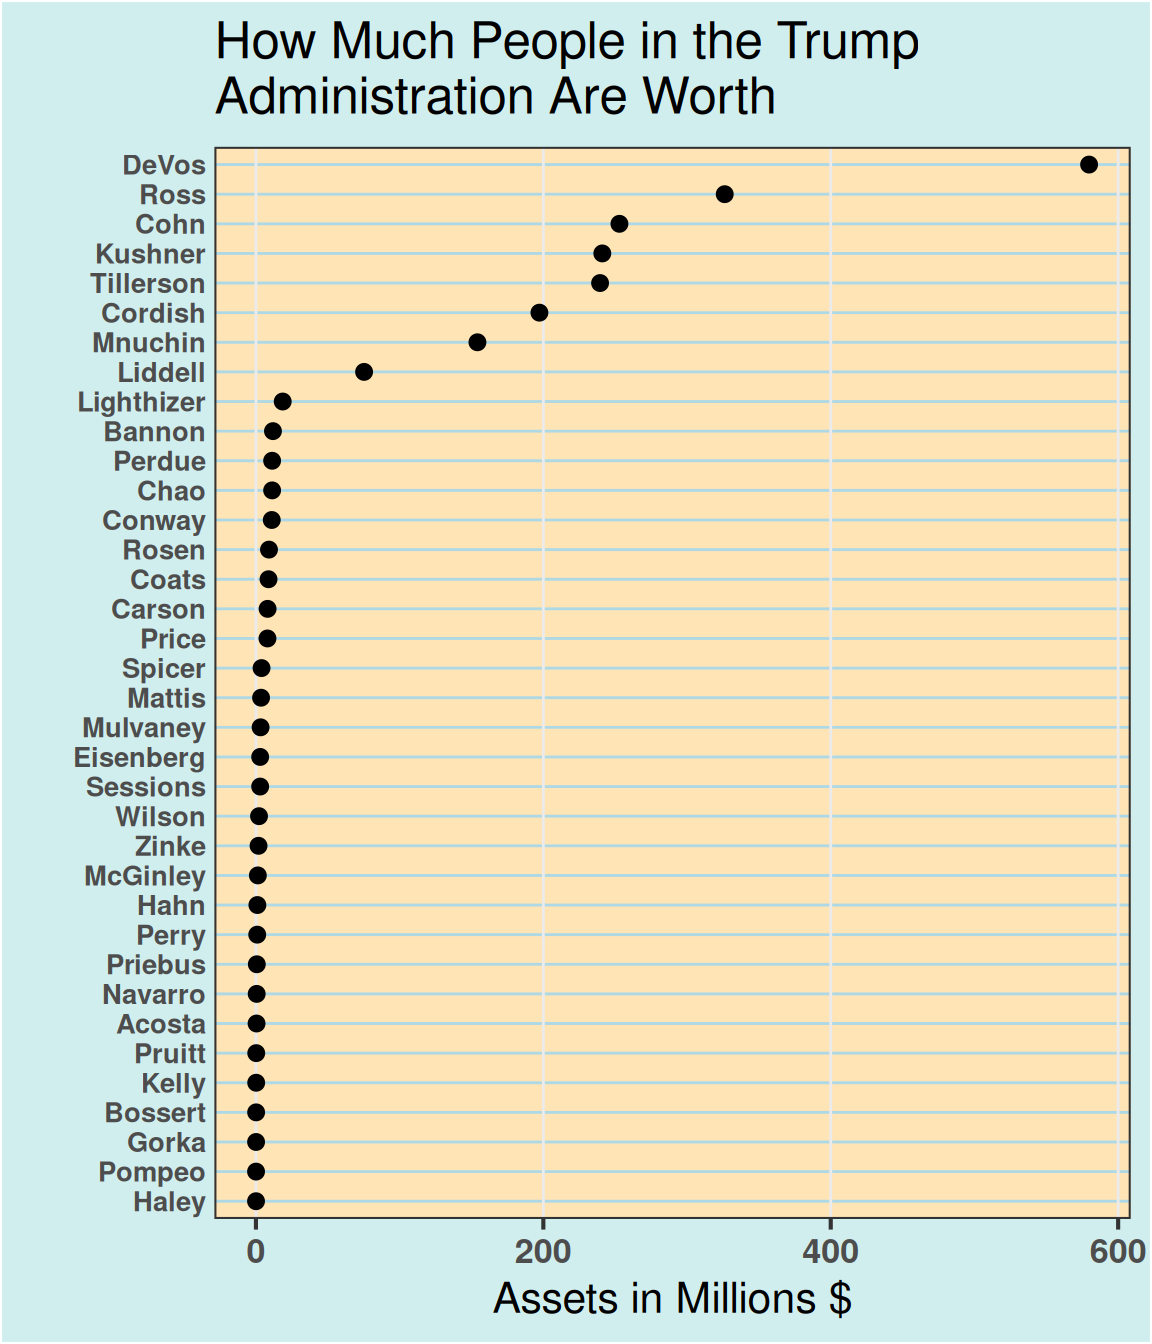 How Much People in the Trump
Administration Are Worth
DeVos
Ross
Cohn
Kushner
Tillerson
Cordish
Mnuchin
Liddell
Lighthizer
Bannon
Perdue
Chao
Conway
Rosen
Coats
Carson
Price
Spicer
Mattis
Mulvaney
Eisenberg
Sessions
Wilson
Zinke
McGinley
Hahn
Perry
Priebus
Navarro
Acosta
Pruitt
Kelly
Bossert
Gorka
Pompeo
Haley
0 200 400 600
Assets in Millions $